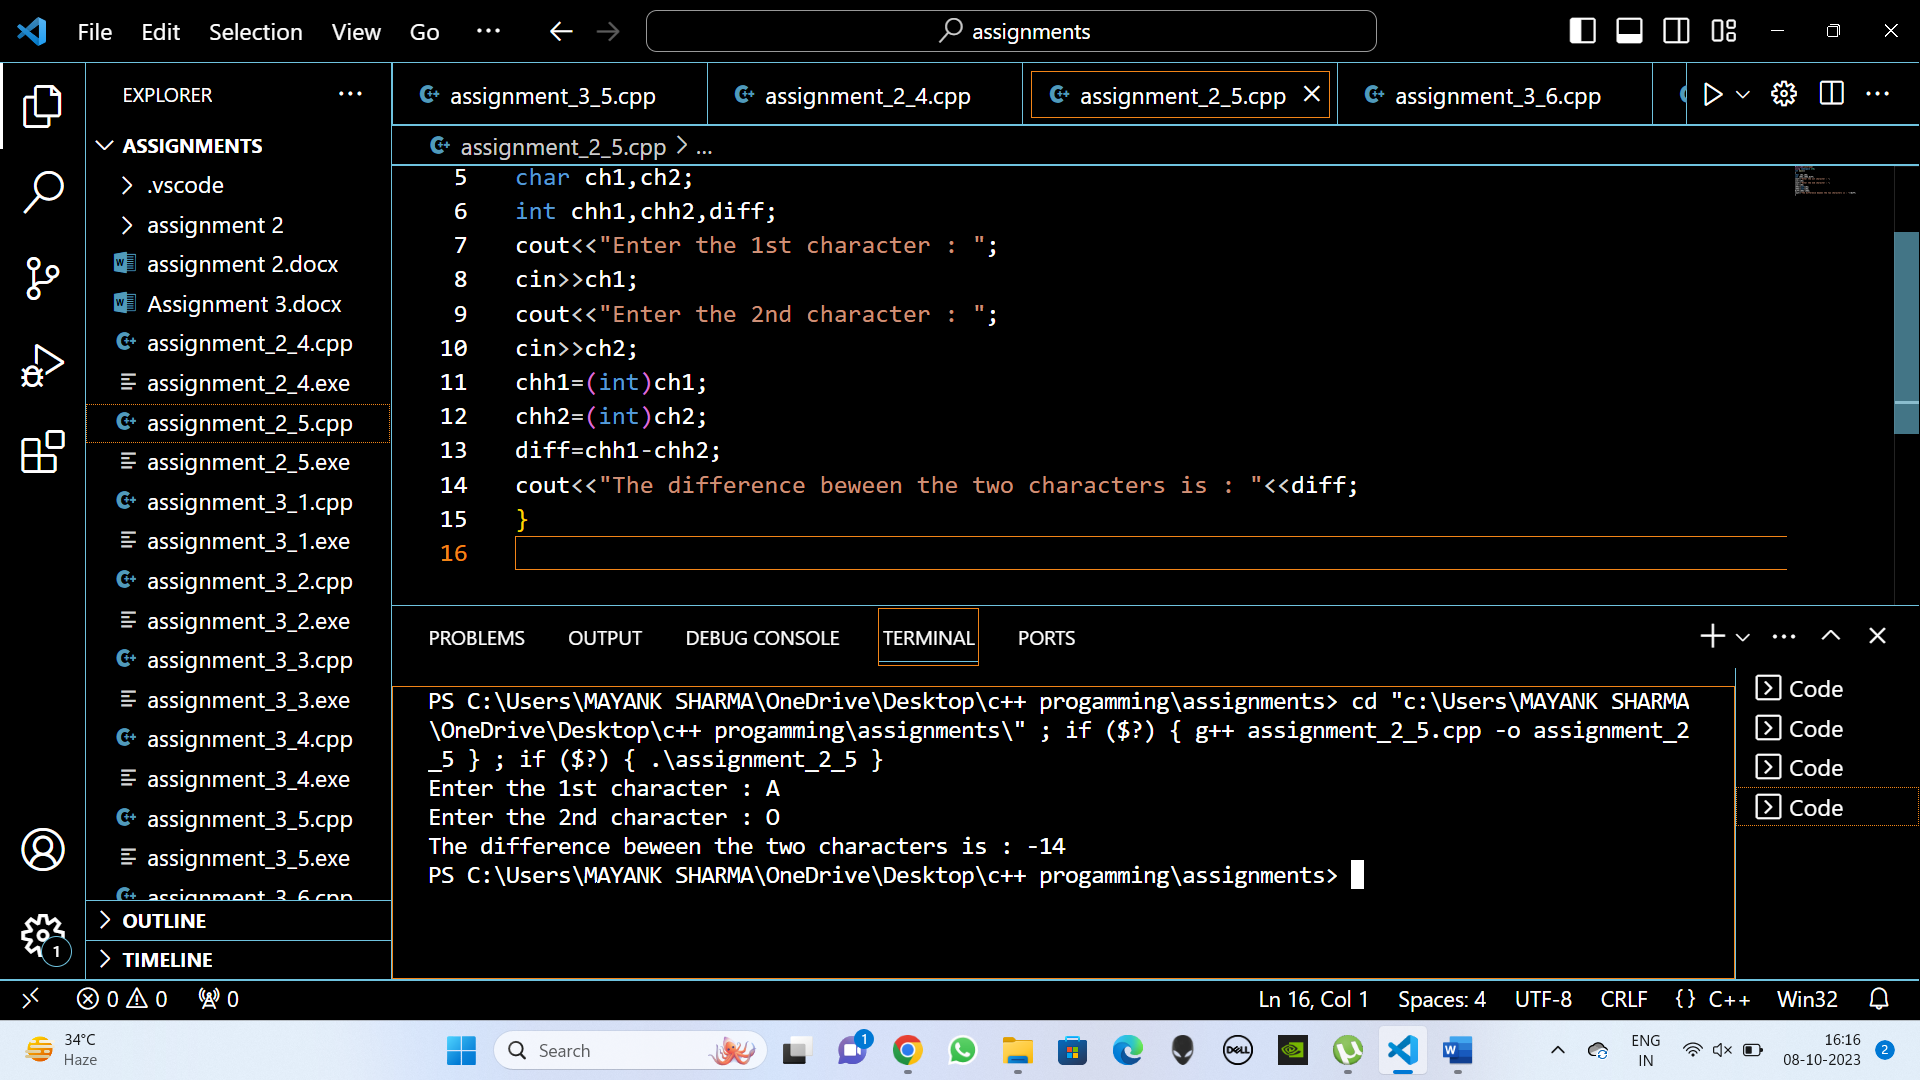 File Edit Selection View Go ... assignments
EXPLORER ...
ASSIGNMENTS
.vscode
assignment 2
assignment 2.docx
Assignment 3.docx
assignment_2_4.cpp
assignment_2_4.exe
assignment_2_5.cpp
assignment_2_5.exe
assignment_3_1.cpp
assignment_3_1.exe
assignment_3_2.cpp
assignment_3_2.exe
assignment_3_3.cpp
assignment_3_3.exe
assignment_3_4.cpp
assignment_3_4.exe
assignment_3_5.cpp
assignment_3_5.exe
assignment_3_6.cpp
OUTLINE
TIMELINE
assignment_3_5.cpp assignment_2_4.cpp assignment_2_5.cpp assignment_3_6.cpp
assignment_2_5.cpp > ...
5 char ch1,ch2;
6 int chh1,chh2,diff;
7 cout<<"Enter the 1st character : ";
8 cin>>ch1;
9 cout<<"Enter the 2nd character : ";
10 cin>>ch2;
11 chh1=(int)ch1;
12 chh2=(int)ch2;
13 diff=chh1-chh2;
14 cout<<"The difference beween the two characters is : "<<diff;
15 }
16
PROBLEMS OUTPUT DEBUG CONSOLE TERMINAL PORTS
PS C:\Users\MAYANK SHARMA\OneDrive\Desktop\c++ progamming\assignments> cd "c:\Users\MAYANK SHARMA
\OneDrive\Desktop\c++ progamming\assignments\" ; if ($?) { g++ assignment_2_5.cpp -o assignment_2
_5 } ; if ($?) { .\assignment_2_5 }
Enter the 1st character : A
Enter the 2nd character : O
The difference beween the two characters is : -14
PS C:\Users\MAYANK SHARMA\OneDrive\Desktop\c++ progamming\assignments>
Code
Code
Code
Code
1
0 0 0 Ln 16, Col 1 Spaces: 4 UTF-8 CRLF {} C++ Win32
34°C
Haze
Search
1
DELL
W
ENG
IN
16:16
08-10-2023
2